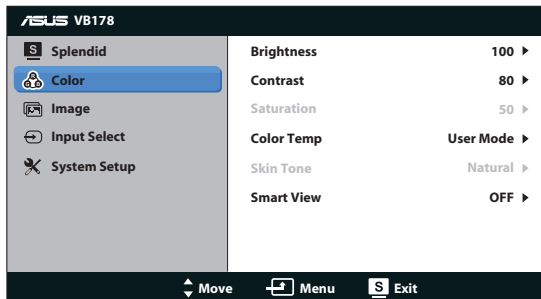 ASUS VB178
S Splendid
Color
Image
Input Select
System Setup
Brightness 100
Contrast 80
Saturation 50
Color Temp User Mode
Skin Tone Natural
Smart View OFF
Move Menu S Exit